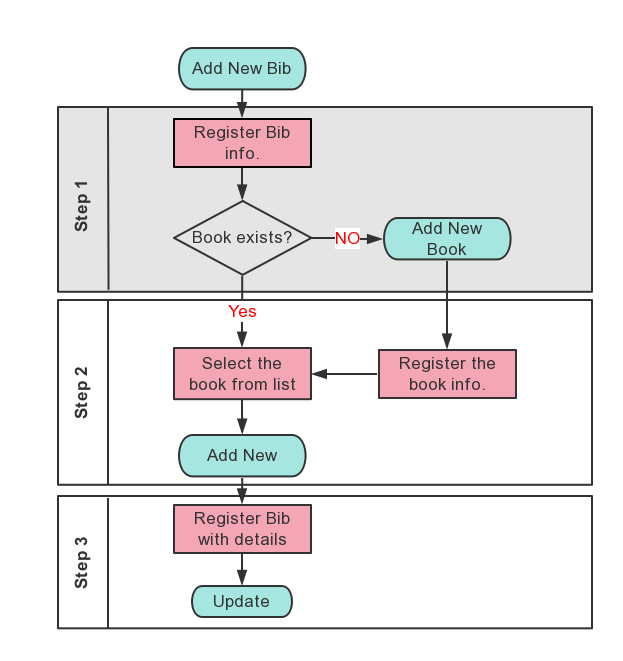 Add New Bib
Step 1
Register Bib
info.
Book exists?
NO
Add New
Book
Yes
Step 2
Select the
book from list
Register the
book info.
Add New
Step 3
Register Bib
with details
Update